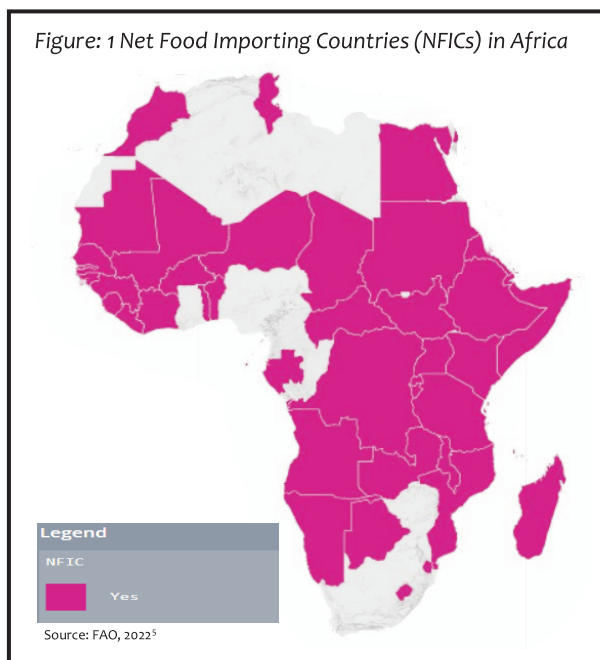 Figure: 1 Net Food Importing Countries (NFICs) in Africa
Legend
NFIC
Yes
Source: FAO, 2022⁵